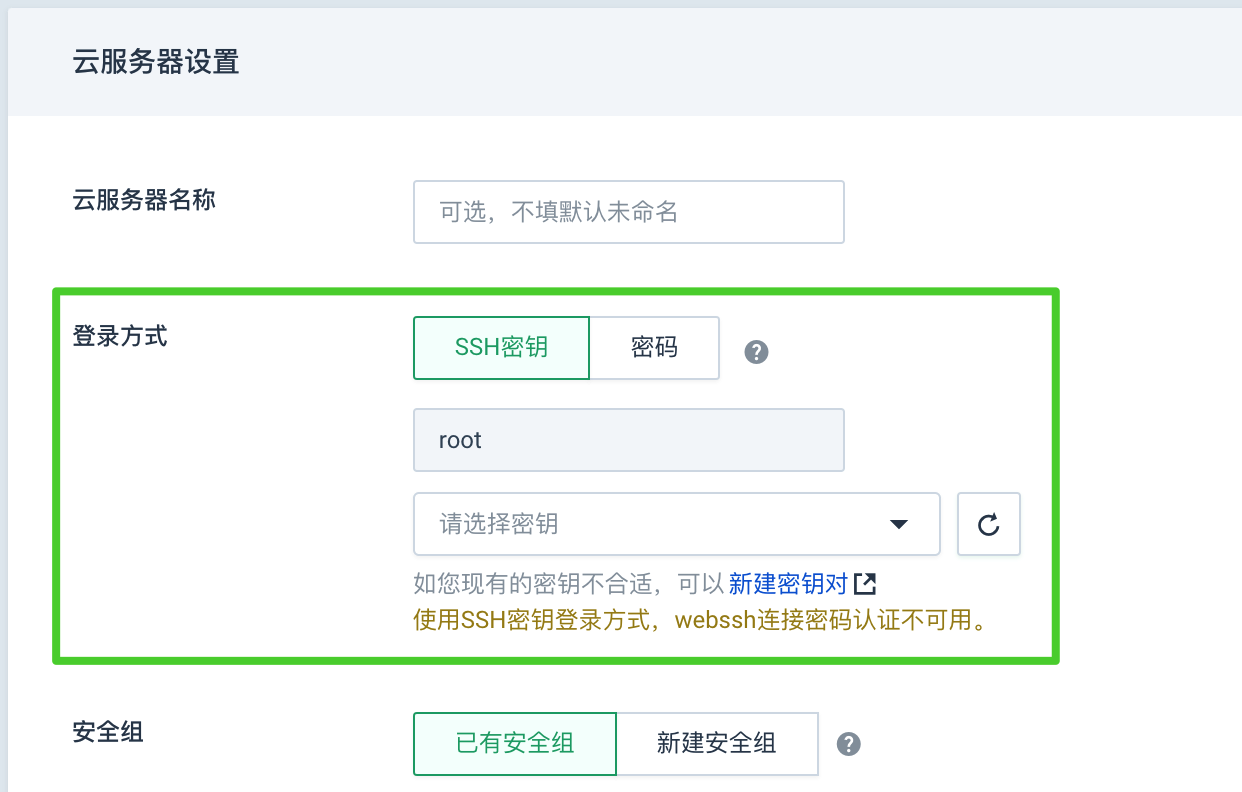 云服务器设置
云服务器名称
可选，不填默认未命名
登录方式
SSH密钥
密码
?
root
请选择密钥
如您现有的密钥不合适，可以 新建密钥对
使用SSH密钥登录方式，webssh连接密码认证不可用。
安全组
已有安全组
新建安全组
?